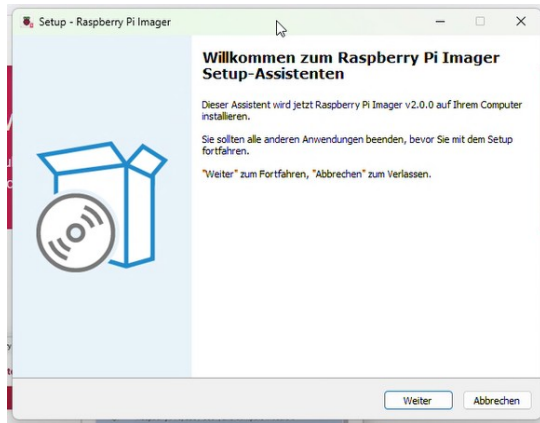 Setup - Raspberry Pi Imager
Willkommen zum Raspberry Pi Imager
Setup-Assistenten
Dieser Assistent wird jetzt Raspberry Pi Imager v2.0.0 auf Ihrem Computer
installieren.
Sie sollten alle anderen Anwendungen beenden, bevor Sie mit dem Setup
fortfahren.
"Weiter" zum Fortfahren, "Abbrechen" zum Verlassen.
Weiter
Abbrechen